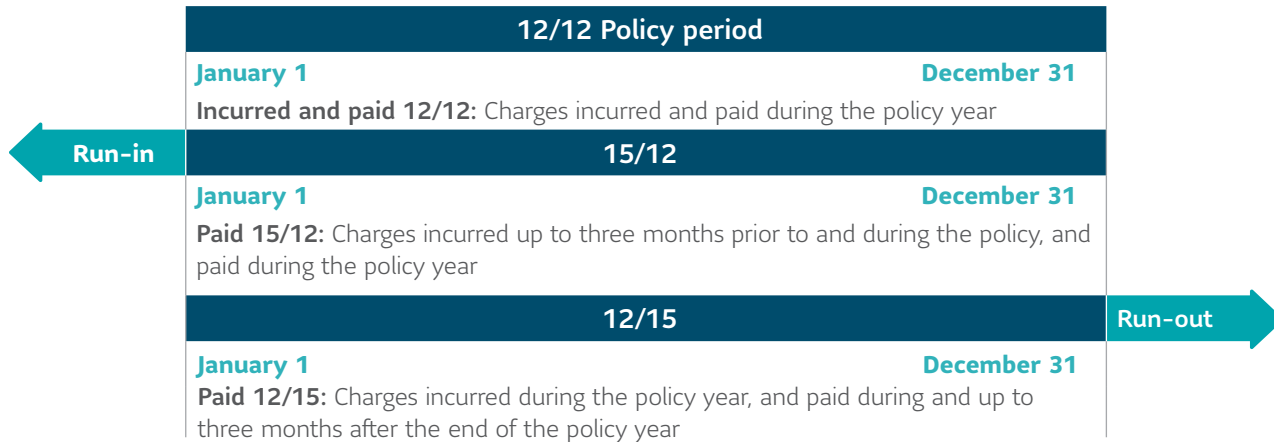 12/12 Policy period
January 1 December 31
Incurred and paid 12/12: Charges incurred and paid during the policy year
Run-in 15/12
January 1 December 31
Paid 15/12: Charges incurred up to three months prior to and during the policy, and
paid during the policy year
12/15 Run-out
January 1 December 31
Paid 12/15: Charges incurred during the policy year, and paid during and up to
three months after the end of the policy year